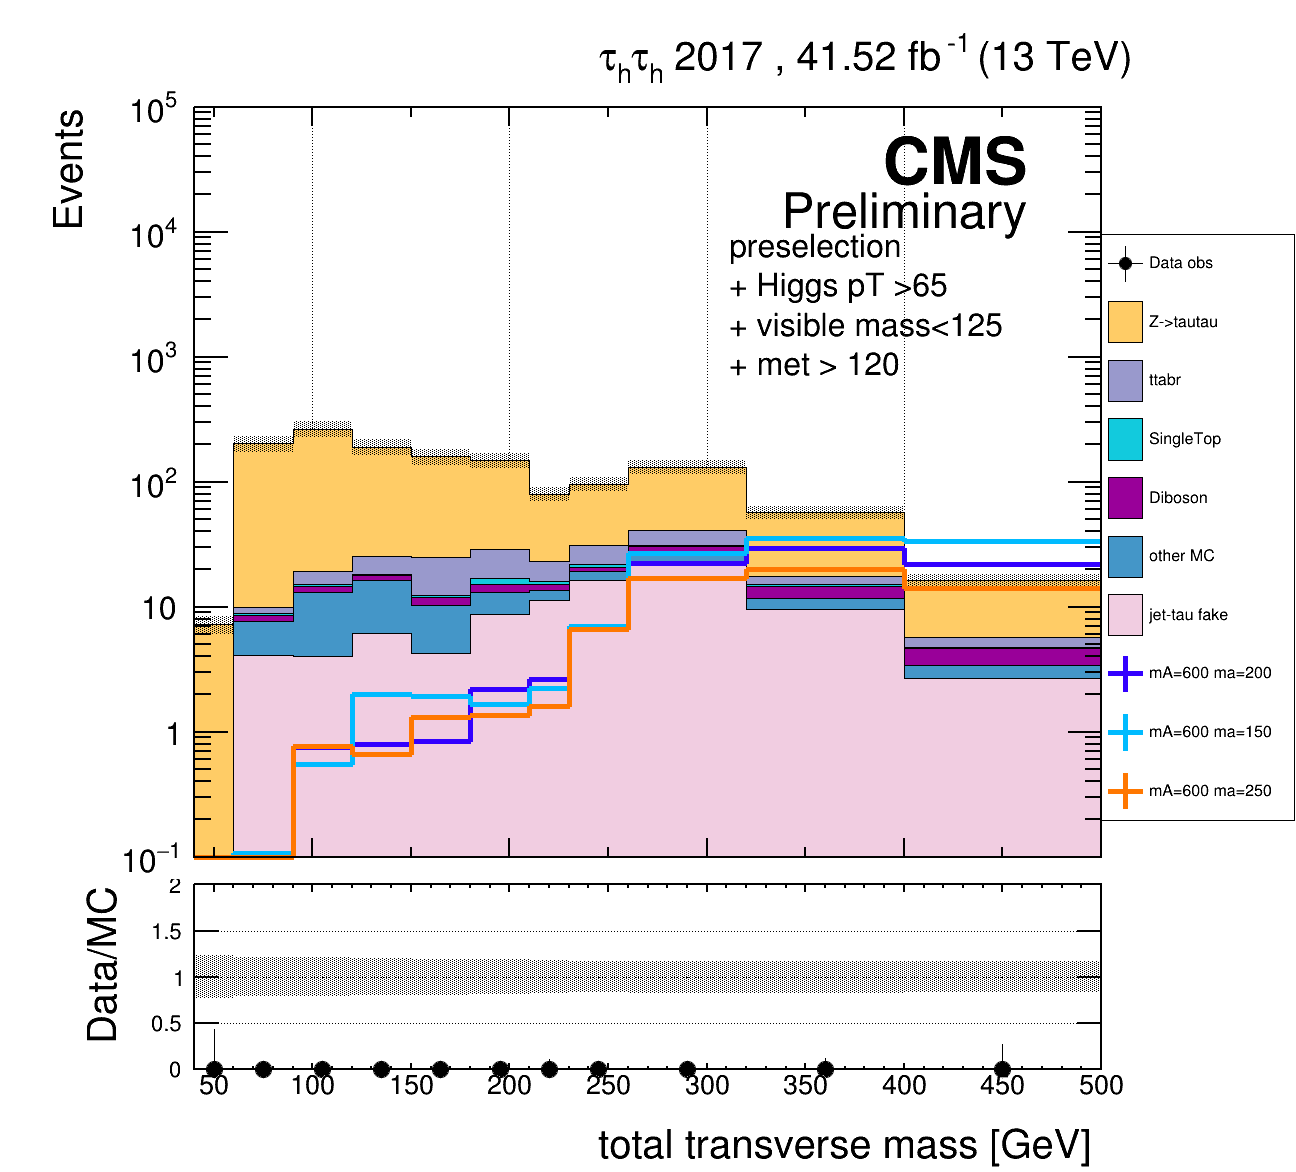 τhτh 2017 , 41.52 fb-1 (13 TeV)
Events
10^5
10^4
10^3
10^2
10
1
10^−1
CMS
Preliminary
preselection
+ Higgs pT >65
+ visible mass<125
+ met > 120
Data obs
Z->tautau
ttabr
SingleTop
Diboson
other MC
jet-tau fake
mA=600 ma=200
mA=600 ma=150
mA=600 ma=250
Data/MC
2
1.5
1
0.5
0
50 100 150 200 250 300 350 400 450 500
total transverse mass [GeV]